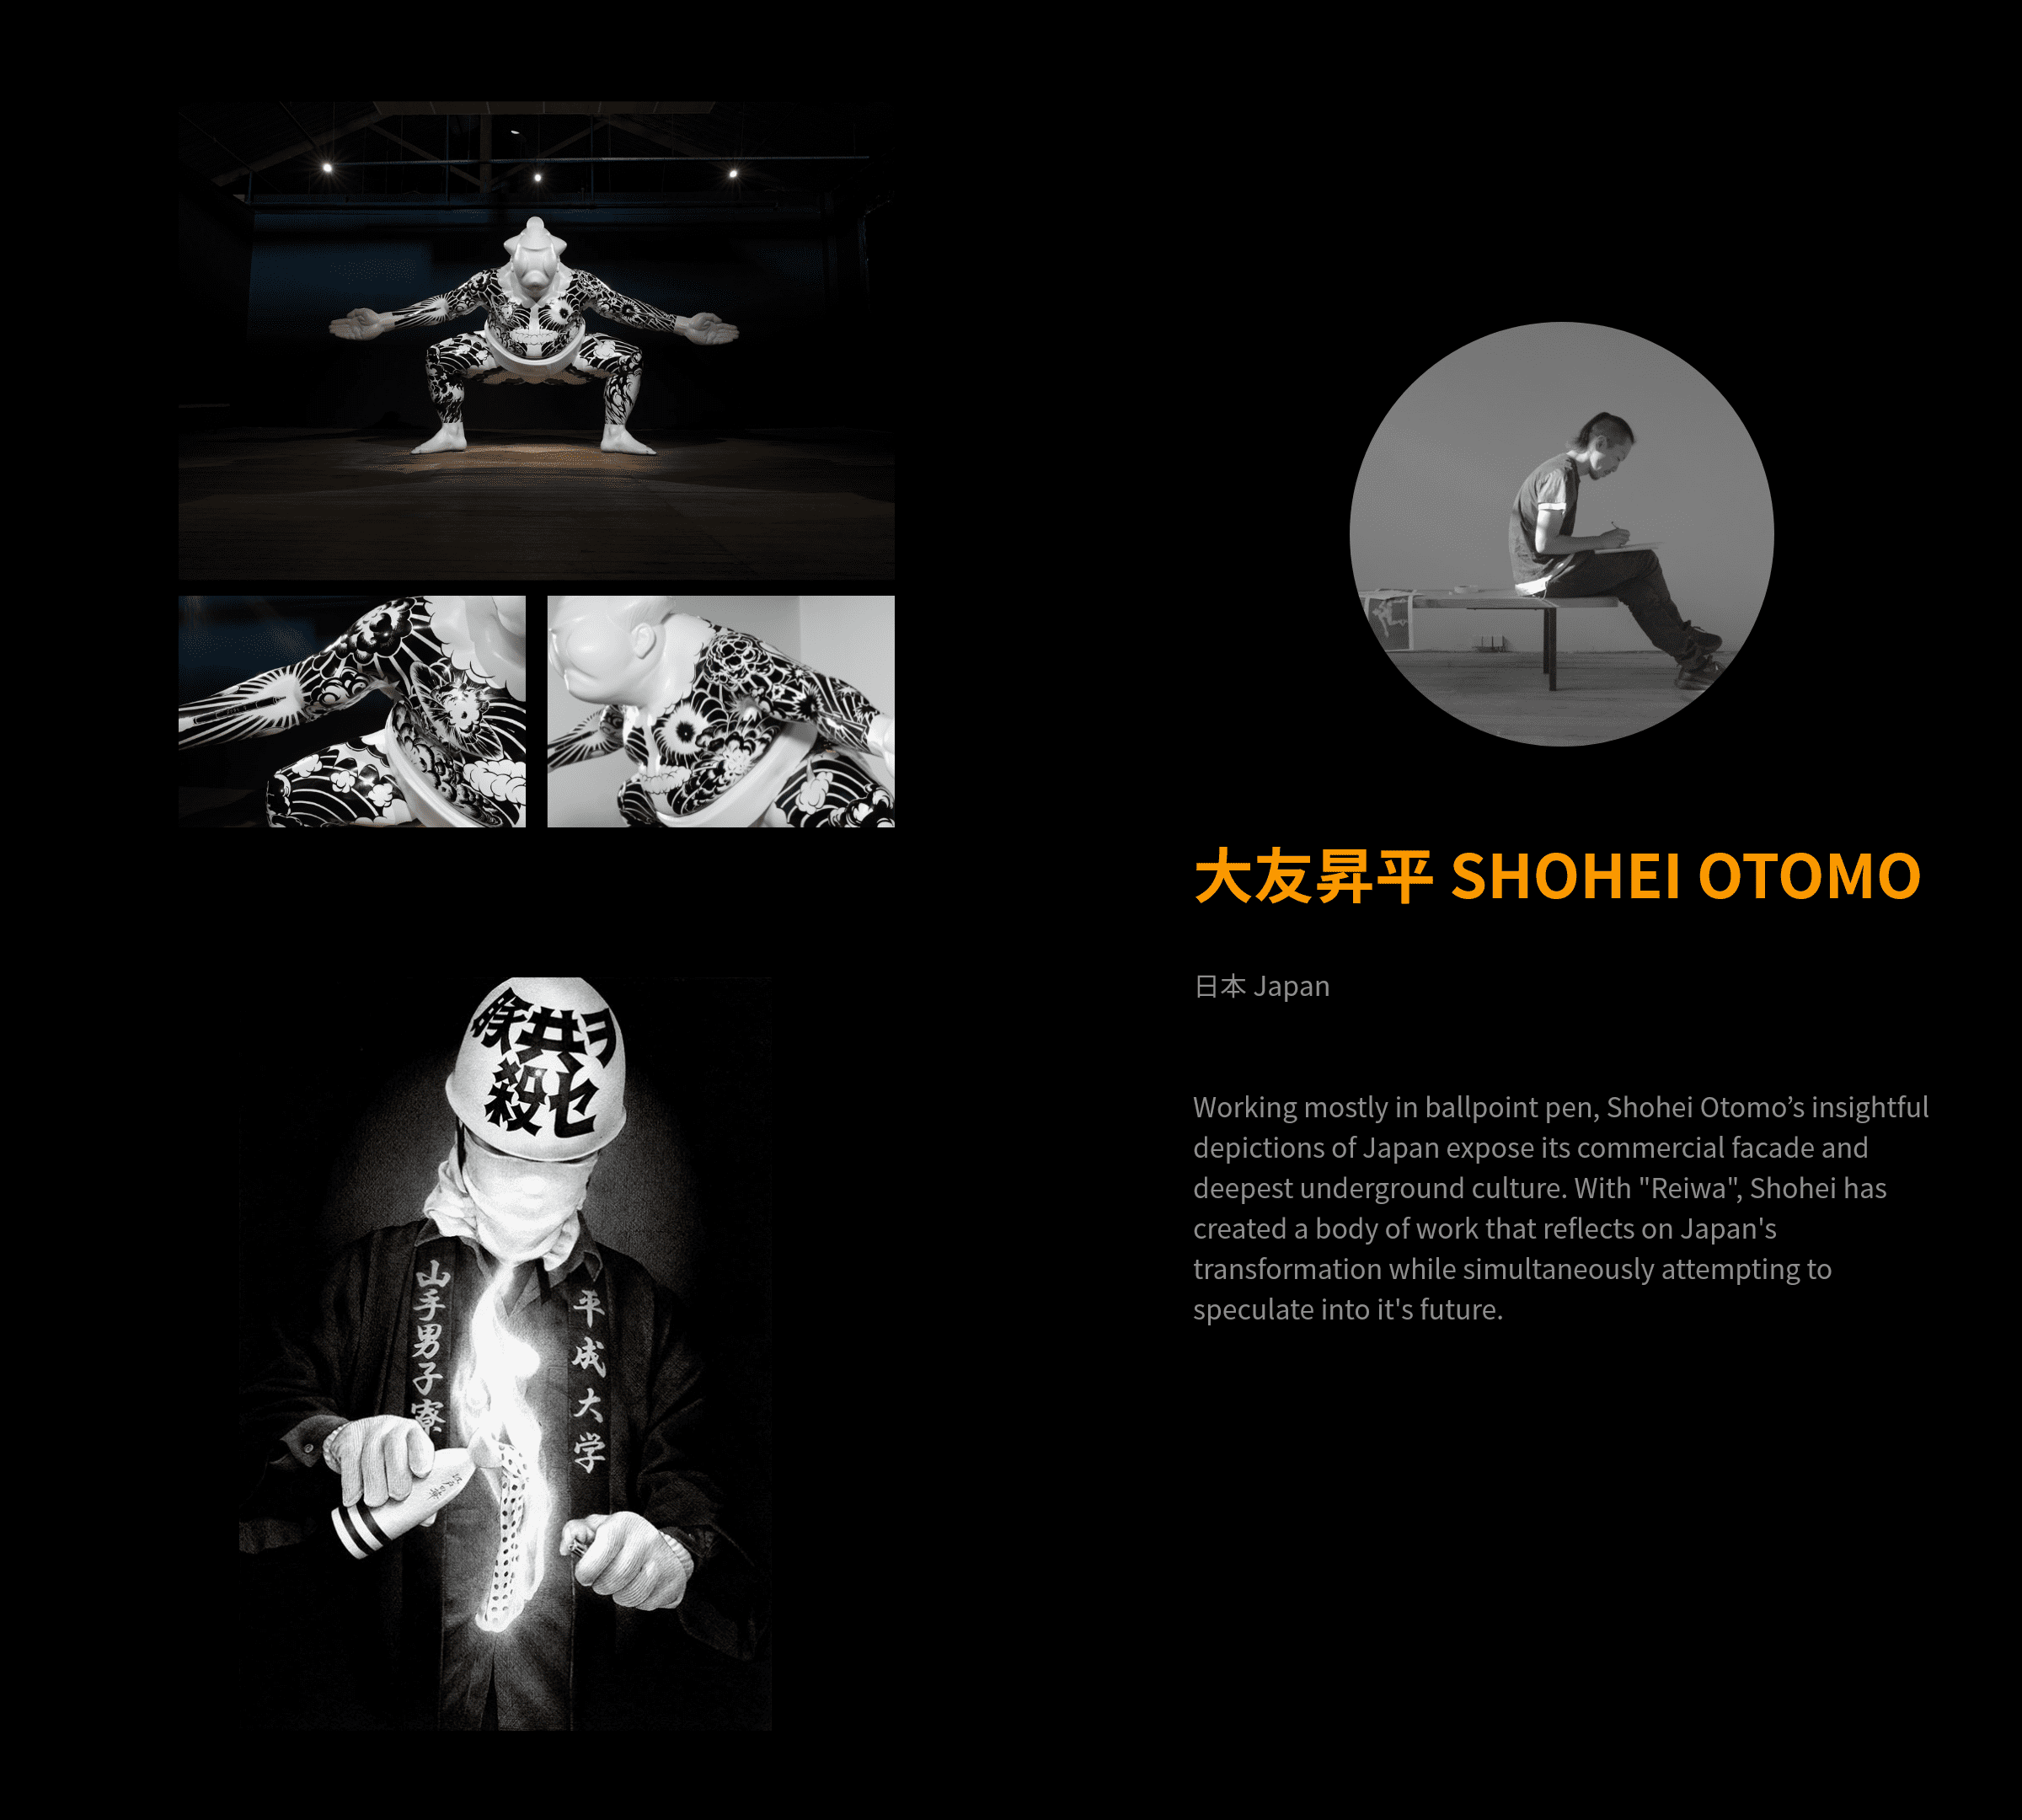 豚共ヲ
殺セ
山手男子寮
平成大学
大友昇平 SHOHEI OTOMO
日本 Japan
Working mostly in ballpoint pen, Shohei Otomo’s insightful
depictions of Japan expose its commercial facade and
deepest underground culture. With "Reiwa", Shohei has
created a body of work that reflects on Japan's
transformation while simultaneously attempting to
speculate into it's future.